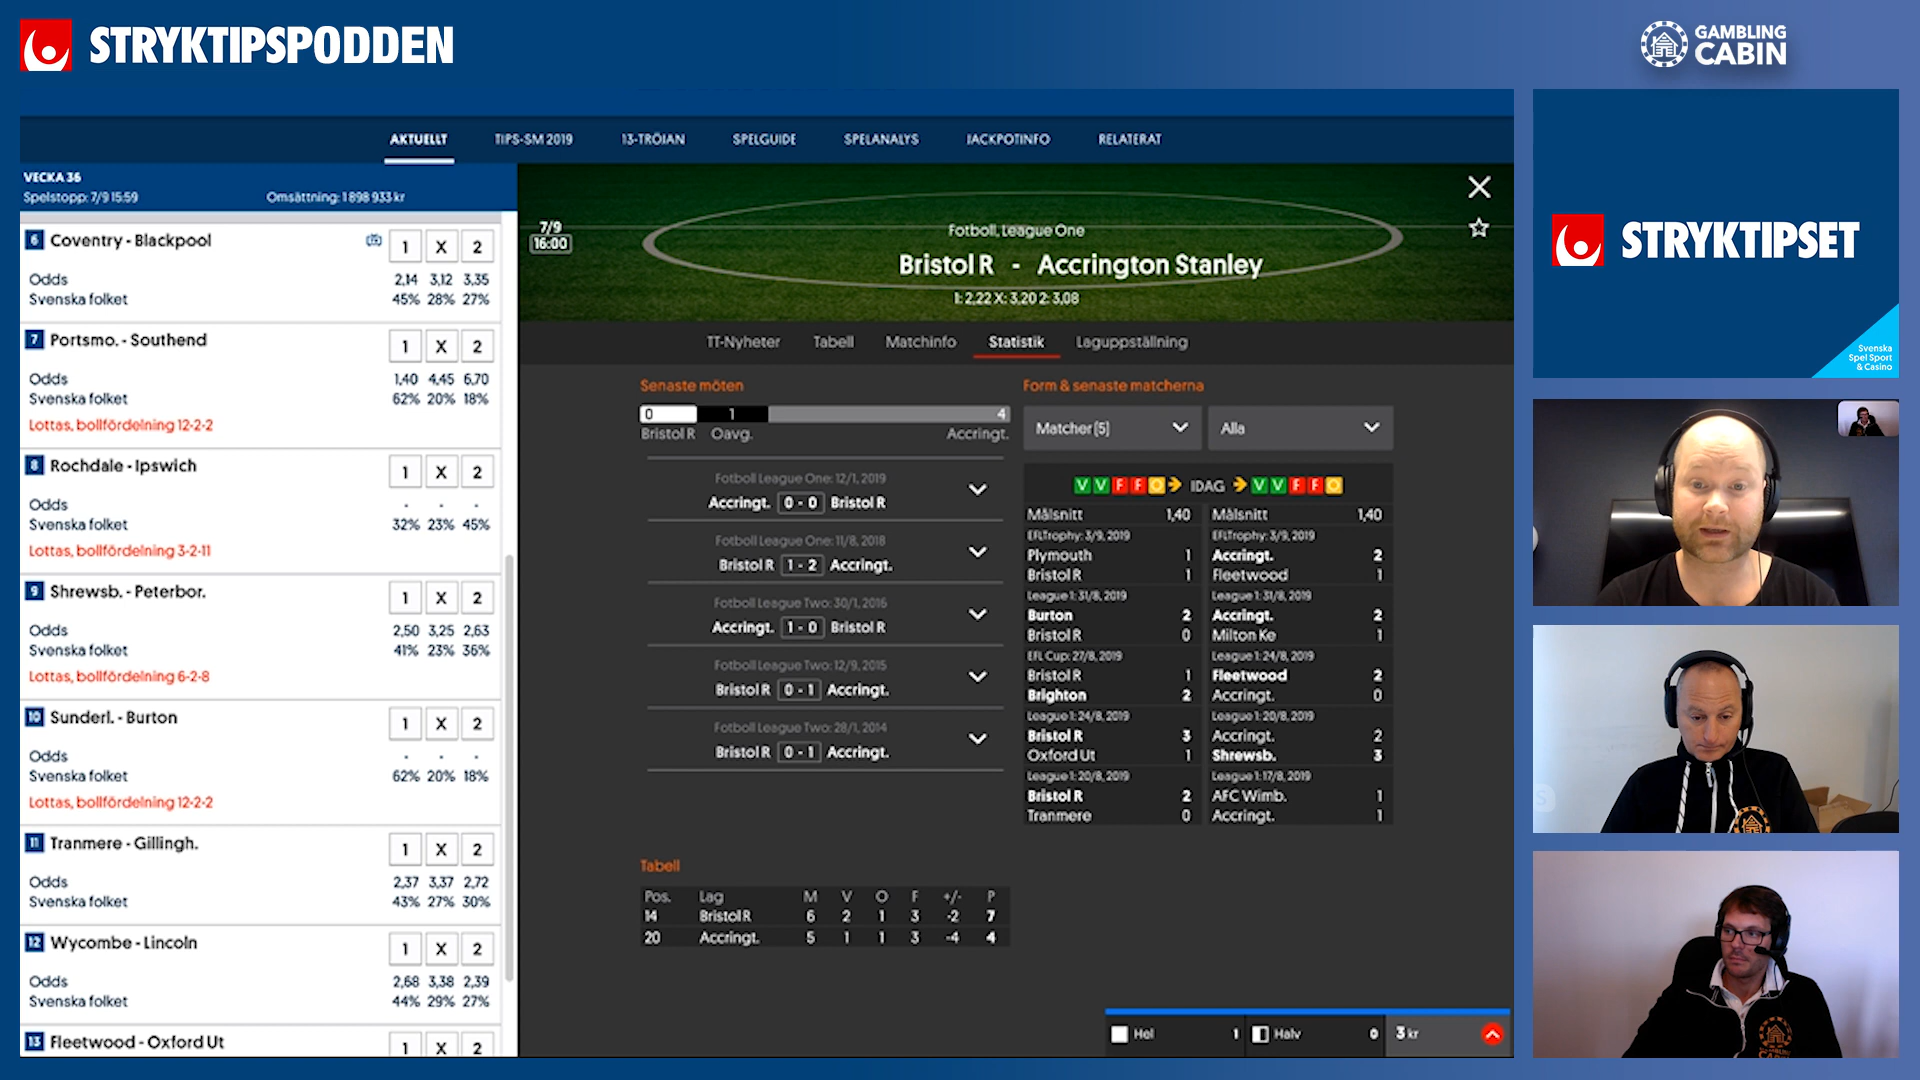 STRYKTIPSPODDEN
GAMBLING
CABIN
AKTUELLT TIPS-SM 2019 13-TRÖJAN SPELGUIDE SPELANALYS JACKPOTINFO RELATERAT
VECKA 36
Spelstopp: 7/9 15:59 Omsättning: 1 898 933 kr
6 Coventry - Blackpool 1 X 2
Odds 2,14 3,12 3,35
Svenska folket 45% 28% 27%
7 Portsmo. - Southend 1 X 2
Odds 1,40 4,45 6,70
Svenska folket 62% 20% 18%
Lottas, bollfördelning 12-2-2
8 Rochdale - Ipswich 1 X 2
Odds - - -
Svenska folket 32% 23% 45%
Lottas, bollfördelning 3-2-11
9 Shrewsb. - Peterbor. 1 X 2
Odds 2,50 3,25 2,63
Svenska folket 41% 23% 36%
Lottas, bollfördelning 6-2-8
10 Sunderl. - Burton 1 X 2
Odds - - -
Svenska folket 62% 20% 18%
Lottas, bollfördelning 12-2-2
11 Tranmere - Gillingh. 1 X 2
Odds 2,37 3,37 2,72
Svenska folket 43% 27% 30%
12 Wycombe - Lincoln 1 X 2
Odds 2,68 3,38 2,39
Svenska folket 44% 29% 27%
13 Fleetwood - Oxford Ut 1 X 2
7/9
16:00
Fotboll, League One
Bristol R - Accrington Stanley
1: 2,22 X: 3,20 2: 3,08
TT-Nyheter Tabell Matchinfo Statistik Laguppställning
Senaste möten
0 1 4
Bristol R Oavg. Accringt.
Fotboll League One: 12/1, 2019
Accringt. 0 - 0 Bristol R
Fotboll League One: 11/8, 2018
Bristol R 1 - 2 Accringt.
Fotboll League Two: 30/1, 2016
Accringt. 1 - 0 Bristol R
Fotboll League Two: 12/9, 2015
Bristol R 0 - 1 Accringt.
Fotboll League Two: 28/1, 2014
Bristol R 0 - 1 Accringt.
Form & senaste matcherna
Matcher (5) Alla
V V F F O IDAG V V F F O
Målsnitt 1,40 Målsnitt 1,40
EFLTrophy: 3/9, 2019 EFLTrophy: 3/9, 2019
Plymouth 1 Accringt. 2
Bristol R 1 Fleetwood 1
League 1: 31/8, 2019 League 1: 31/8, 2019
Burton 2 Accringt. 2
Bristol R 0 Milton Ke 1
EFL Cup: 27/8, 2019 League 1: 24/8, 2019
Bristol R 1 Fleetwood 2
Brighton 2 Accringt. 0
League 1: 24/8, 2019 League 1: 20/8, 2019
Bristol R 3 Accringt. 2
Oxford Ut 1 Shrewsb. 3
League 1: 20/8, 2019 League 1: 17/8, 2019
Bristol R 2 AFC Wimb. 1
Tranmere 0 Accringt. 1
Tabell
Pos. Lag M V O F +/- P
14 Bristol R 6 2 1 3 -2 7
20 Accringt. 5 1 1 3 -4 4
Hel 1 Halv 0 3 kr
STRYKTIPSET
Svenska
Spel Sport
& Casino